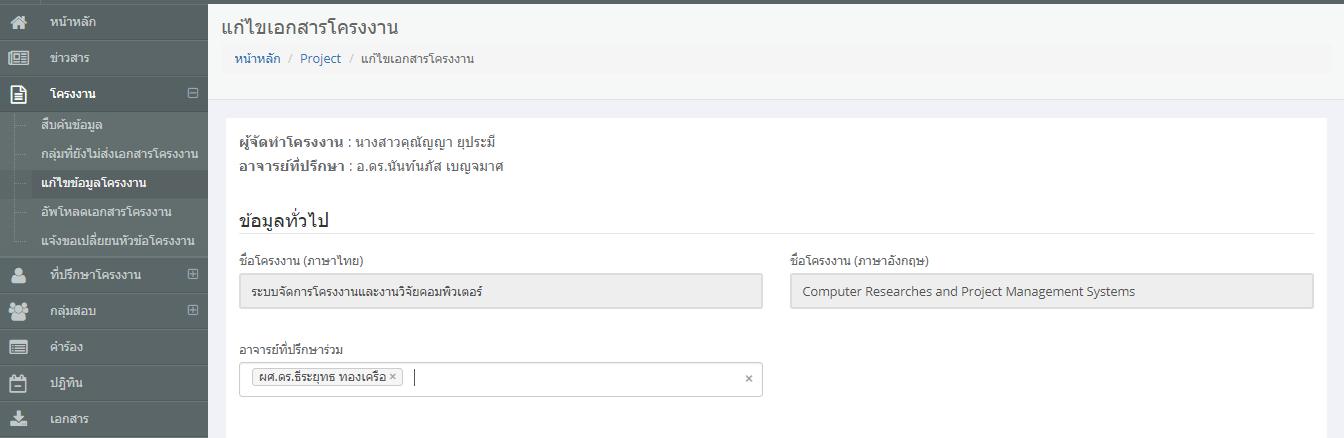 หน้าหลัก
ข่าวสาร
โครงงาน
สืบค้นข้อมูล
กลุ่มที่ยังไม่ส่งเอกสารโครงงาน
แก้ไขข้อมูลโครงงาน
อัพโหลดเอกสารโครงงาน
แจ้งขอเปลี่ยยนหัวข้อโครงงาน
ที่ปรึกษาโครงงาน
กลุ่มสอบ
คำร้อง
ปฏิทิน
เอกสาร
แก้ไขเอกสารโครงงาน
หน้าหลัก / Project / แก้ไขเอกสารโครงงาน
ผู้จัดทำโครงงาน : นางสาวคุณัญญา ยุประมี
อาจารย์ที่ปรึกษา : อ.ดร.นันท์นภัส เบญจมาศ
ข้อมูลทั่วไป
ชื่อโครงงาน (ภาษาไทย)
ระบบจัดการโครงงานและงานวิจัยคอมพิวเตอร์
ชื่อโครงงาน (ภาษาอังกฤษ)
Computer Researches and Project Management Systems
อาจารย์ที่ปรึกษาร่วม
ผศ.ดร.ธีระยุทธ ทองเครือ ×